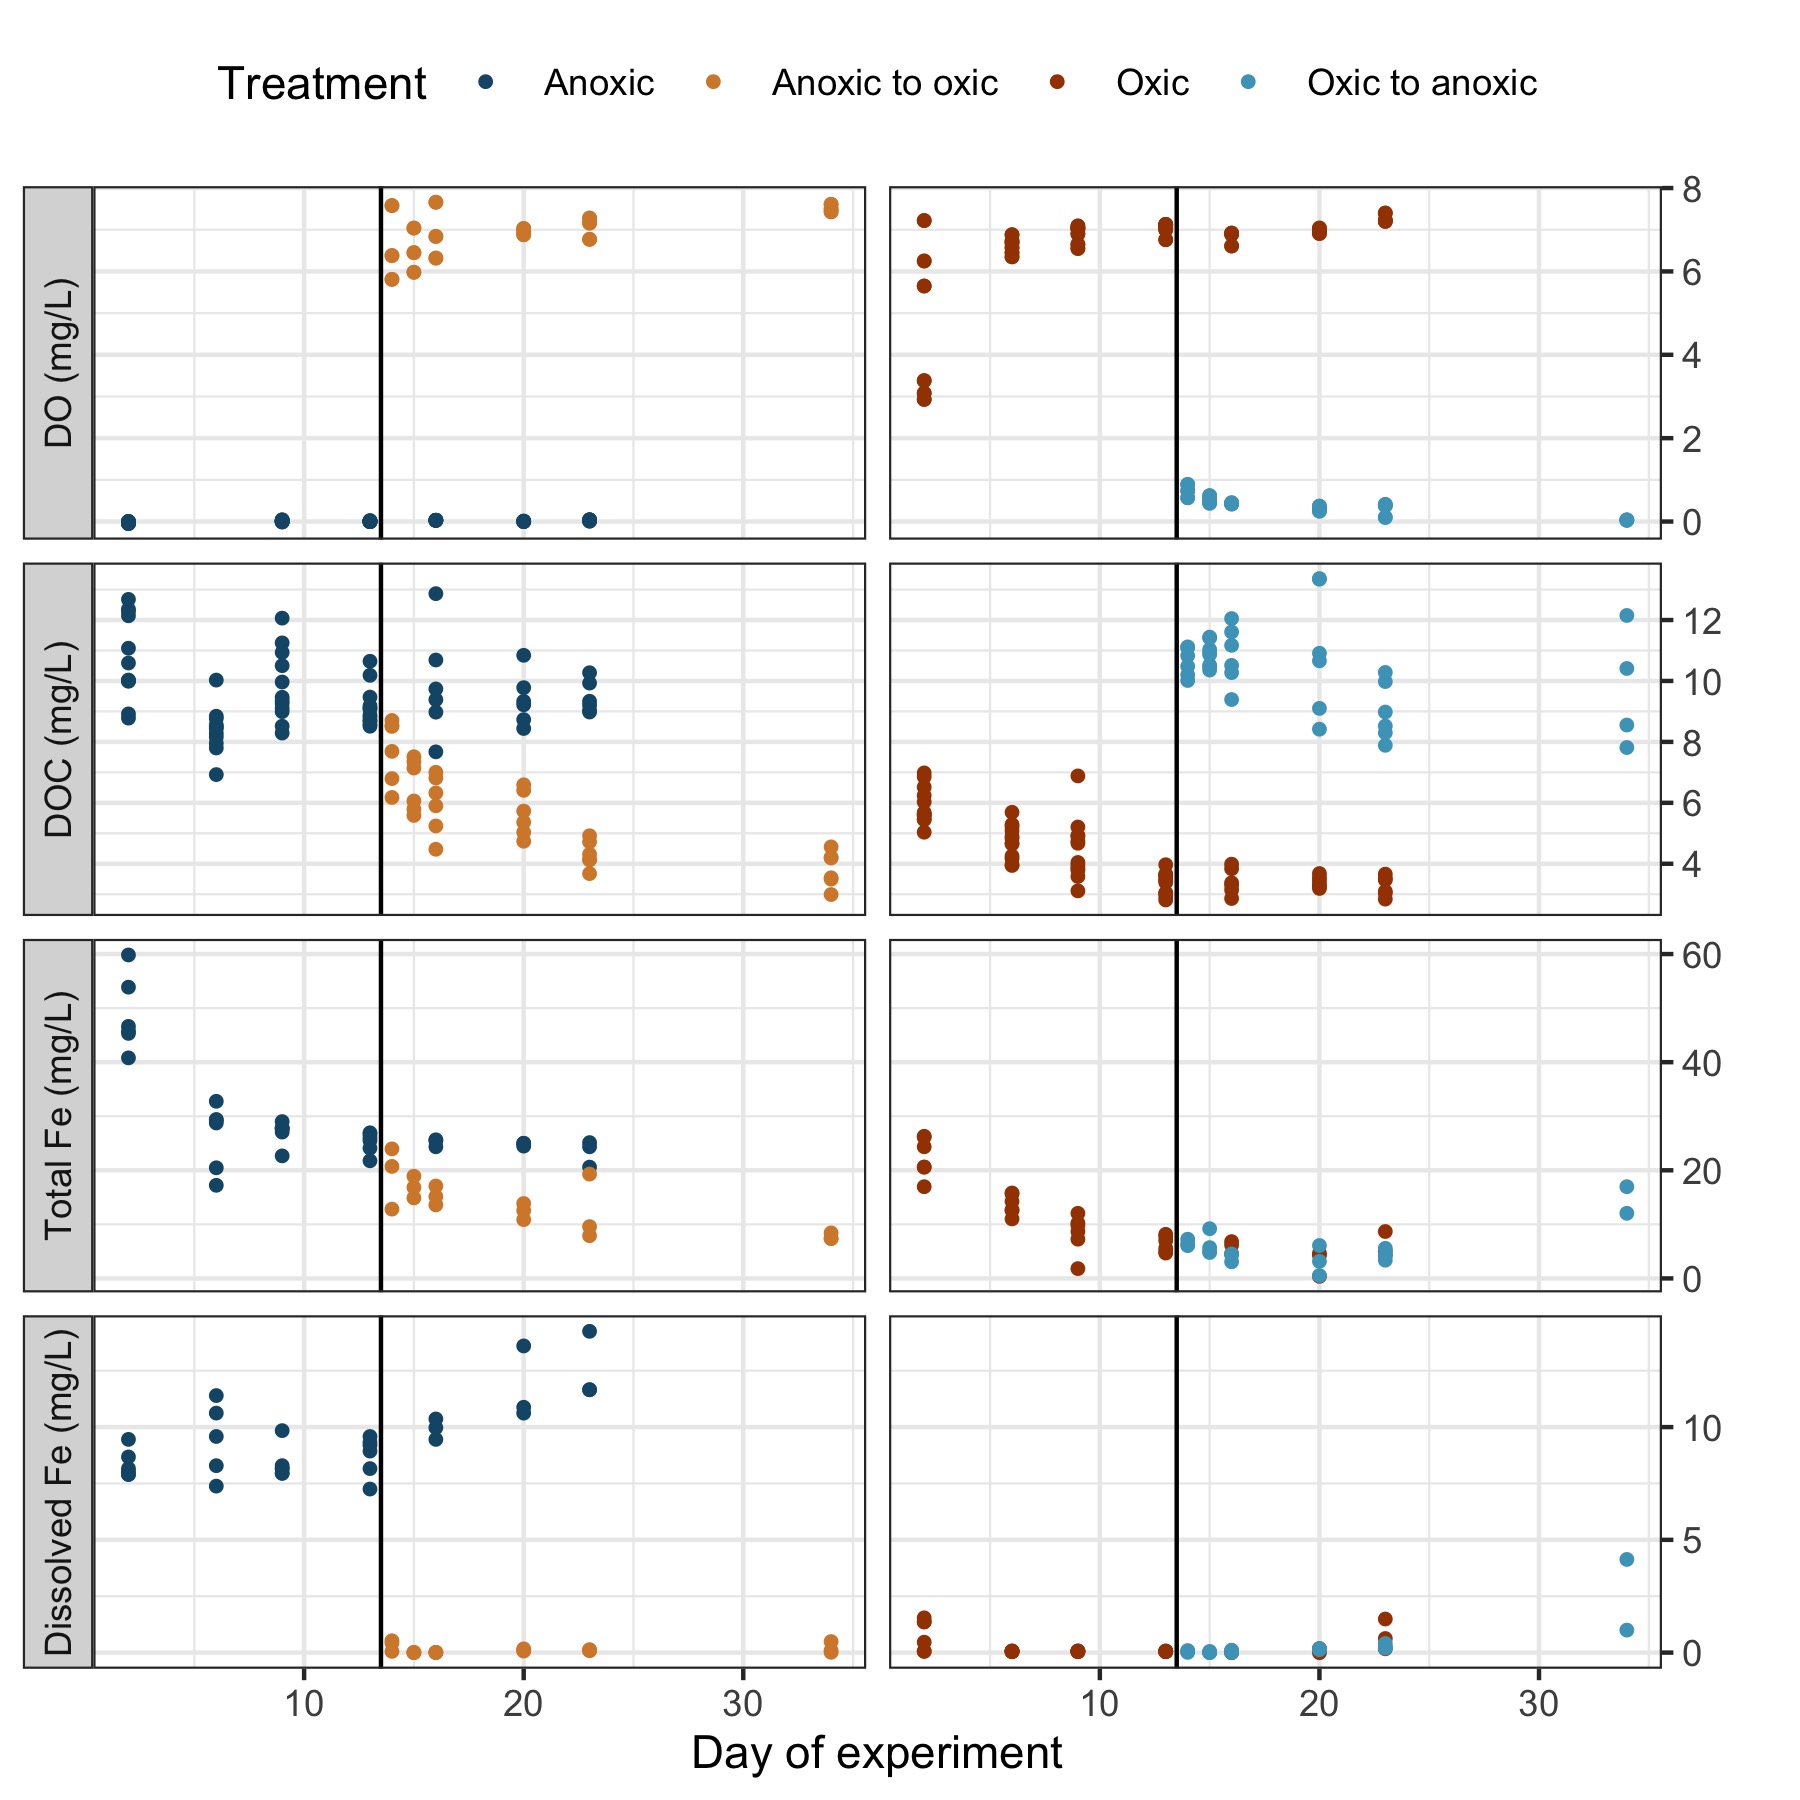 Treatment Anoxic Anoxic to oxic Oxic Oxic to anoxic
DO (mg/L)
8
6
4
2
0
DOC (mg/L)
12
10
8
6
4
Total Fe (mg/L)
60
40
20
0
Dissolved Fe (mg/L)
10
5
0
10 20 30 10 20 30
Day of experiment